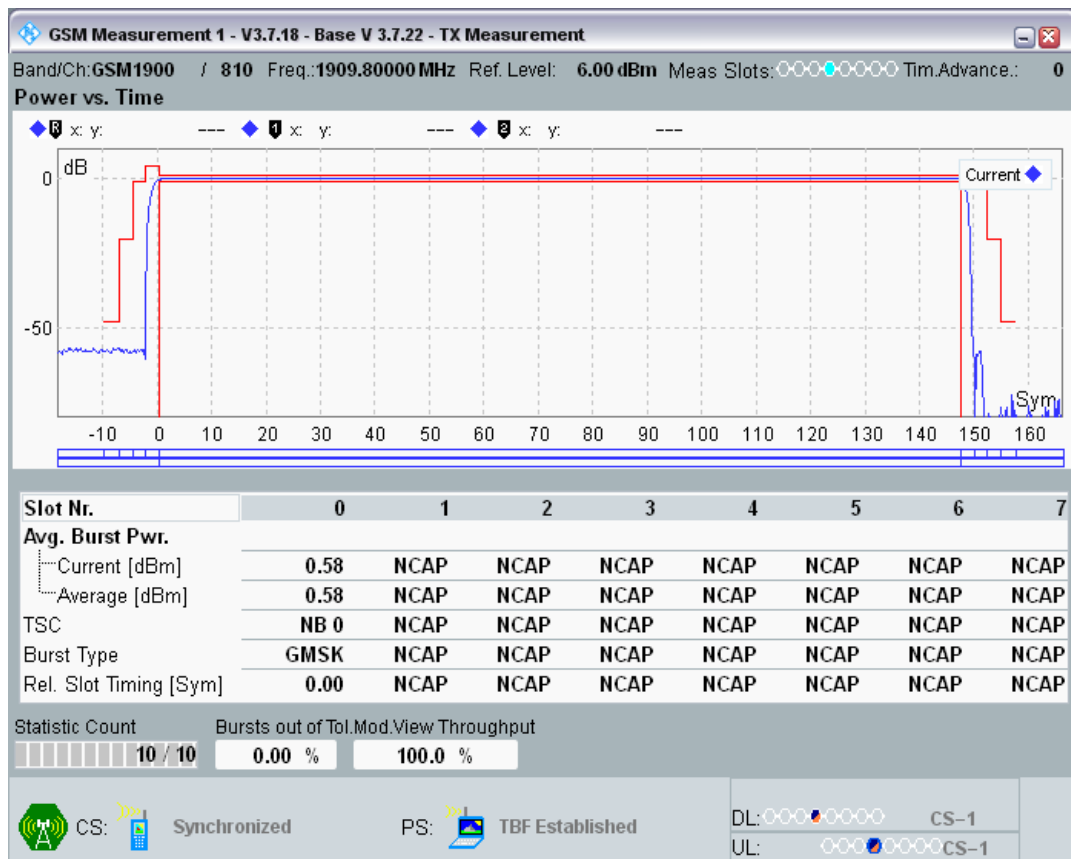 GSM Measurement 1 - V3.7.18 - Base V 3.7.22 - TX Measurement
Band/Ch:GSM1900 / 810 Freq.:1909.80000 MHz Ref. Level: 6.00 dBm Meas Slots: Tim.Advance.: 0
Power vs. Time
R x: y: --- 1 x: y: --- 2 x: y: ---
dB
Current
0
-50
Sym
-10 0 10 20 30 40 50 60 70 80 90 100 110 120 130 140 150 160
Slot Nr. 0 1 2 3 4 5 6 7
Avg. Burst Pwr.
Current [dBm] 0.58 NCAP NCAP NCAP NCAP NCAP NCAP NCAP
Average [dBm] 0.58 NCAP NCAP NCAP NCAP NCAP NCAP NCAP
TSC NB 0 NCAP NCAP NCAP NCAP NCAP NCAP NCAP
Burst Type GMSK NCAP NCAP NCAP NCAP NCAP NCAP NCAP
Rel. Slot Timing [Sym] 0.00 NCAP NCAP NCAP NCAP NCAP NCAP NCAP
Statistic Count Bursts out of Tol.Mod.View Throughput
10 / 10 0.00 % 100.0 %
CS: Synchronized PS: TBF Established
DL: CS-1
UL: CS-1